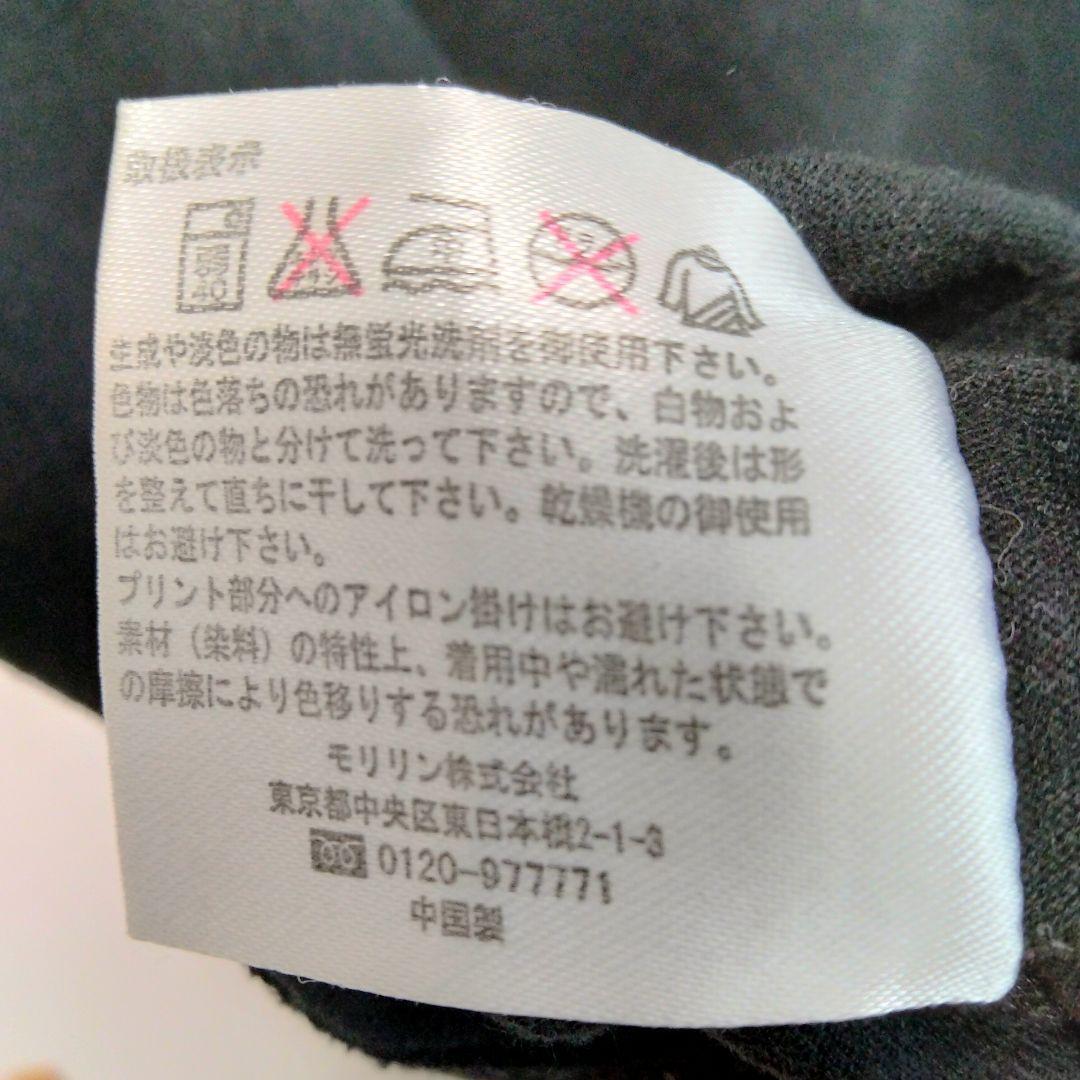 取扱表示
40
生成や淡色の物は無蛍光洗剤を御使用下さい。
色物は色落ちの恐れがありますので、白物およ
び淡色の物と分けて洗って下さい。洗濯後は形
を整えて直ちに干して下さい。乾燥機の御使用
はお避け下さい。
プリント部分へのアイロン掛けはお避け下さい。
素材（染料）の特性上、着用中や濡れた状態で
の摩擦により色移りする恐れがあります。
モリリン株式会社
東京都中央区東日本橋2-1-3
0120-977771
中国製